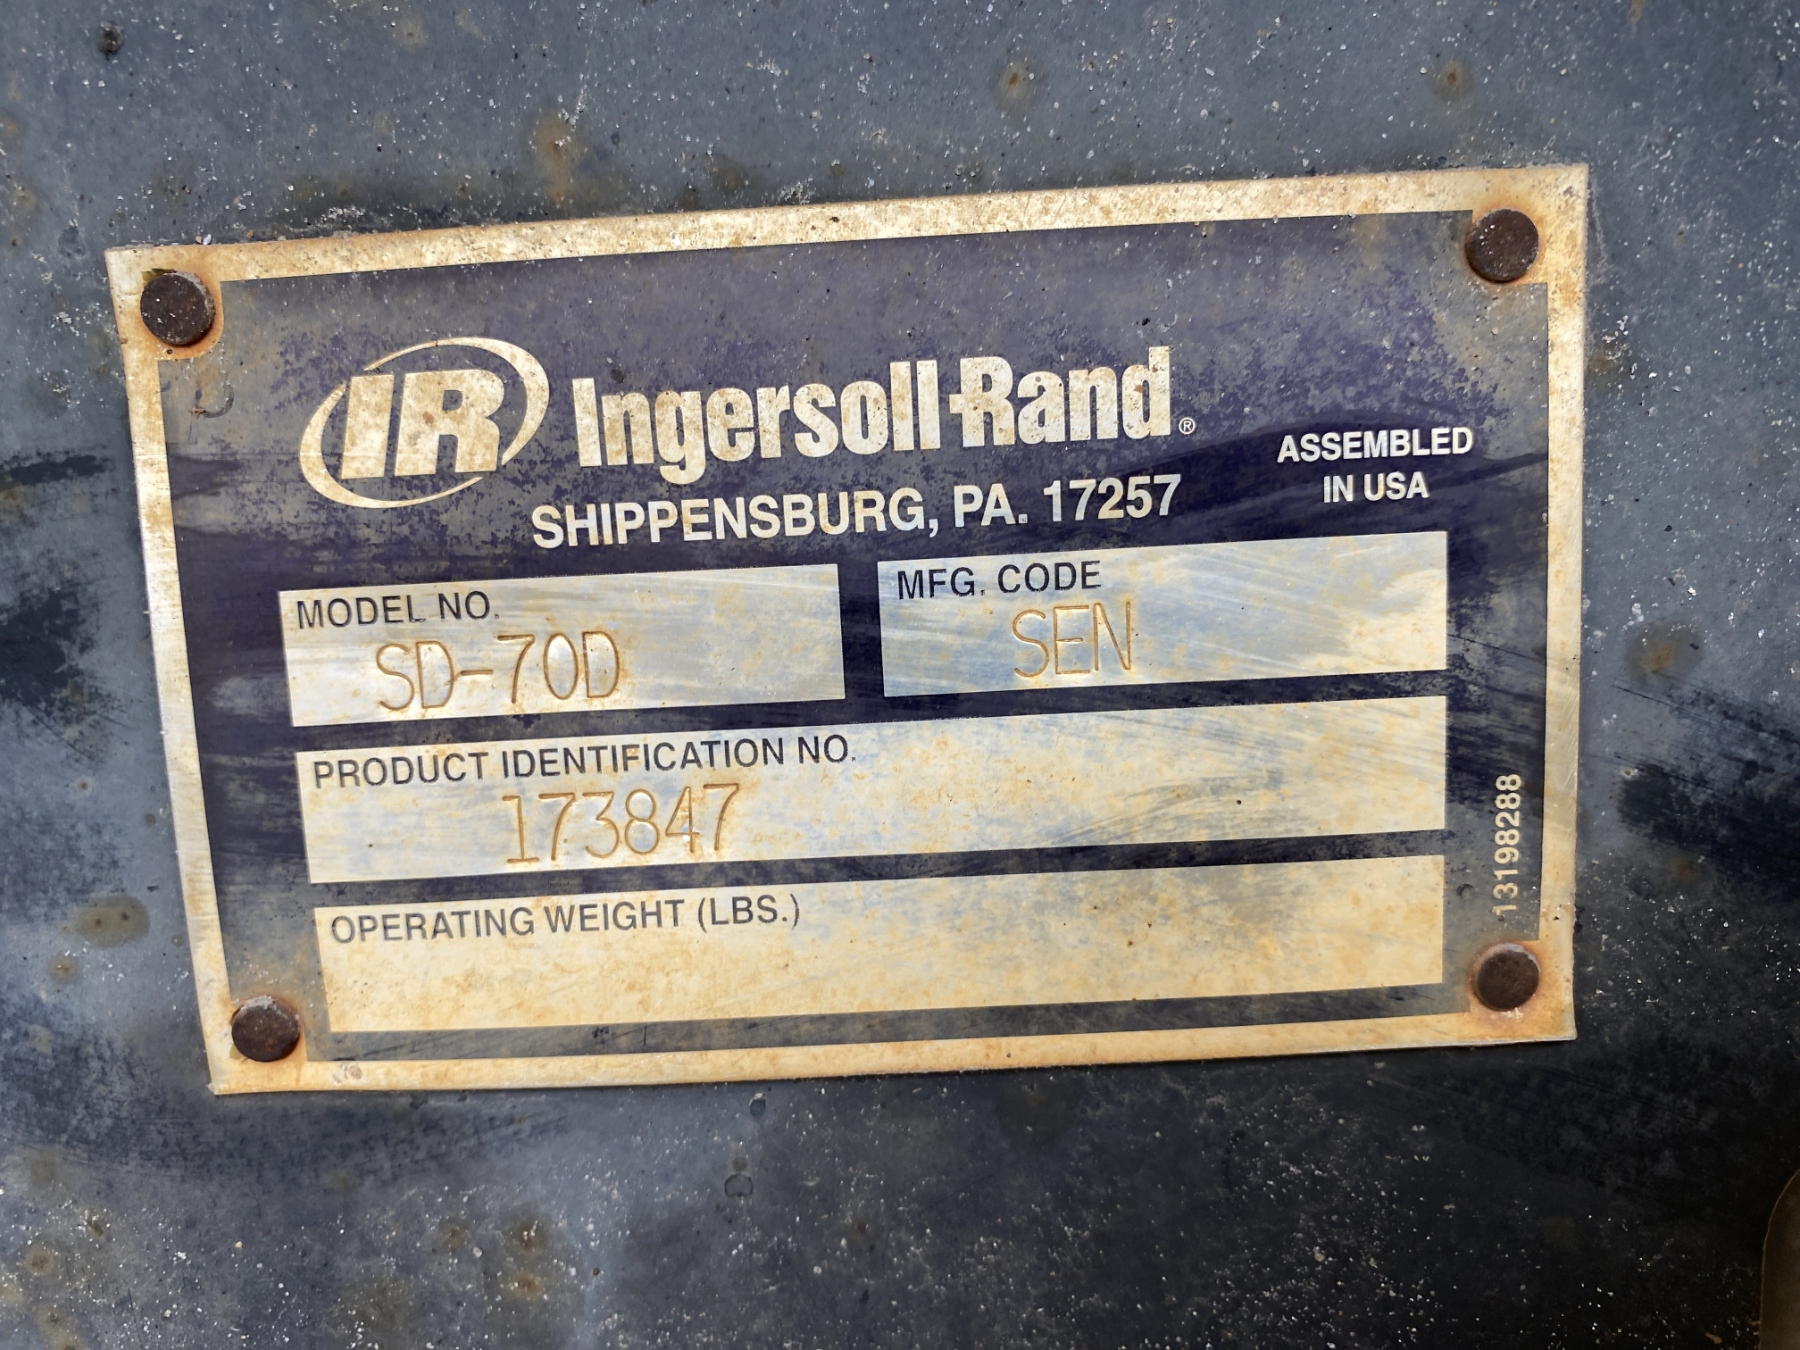 IR Ingersoll-Rand®
SHIPPENSBURG, PA. 17257
ASSEMBLED
IN USA
MODEL NO.
SD-70D
MFG. CODE
SEN
PRODUCT IDENTIFICATION NO.
173847
OPERATING WEIGHT (LBS.)
13198288